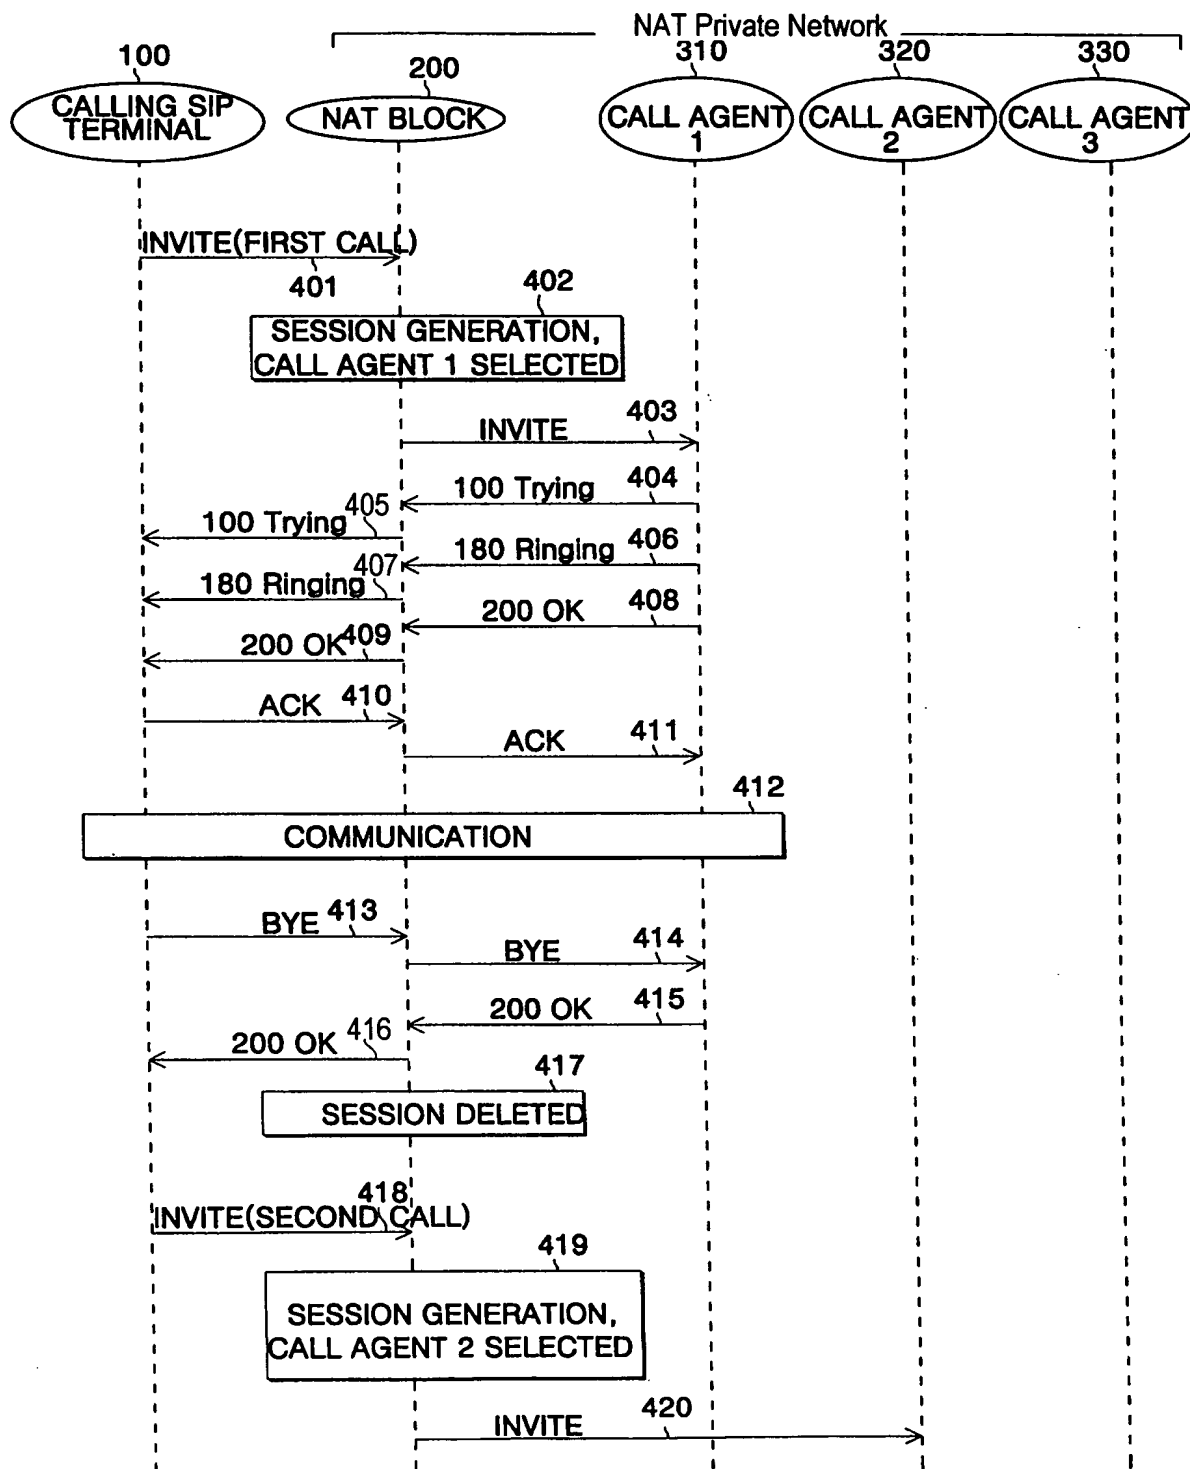 NAT Private Network
100
200
310
320
330
CALLING SIP
TERMINAL
NAT BLOCK
CALL AGENT
1
CALL AGENT
2
CALL AGENT
3
INVITE(FIRST CALL)
401
402
SESSION GENERATION,
CALL AGENT 1 SELECTED
INVITE
403
100 Trying
404
100 Trying
405
180 Ringing
406
180 Ringing
407
200 OK
408
200 OK
409
ACK
410
ACK
411
412
COMMUNICATION
BYE
413
BYE
414
200 OK
415
200 OK
416
417
SESSION DELETED
418
INVITE(SECOND CALL)
419
SESSION GENERATION,
CALL AGENT 2 SELECTED
INVITE
420